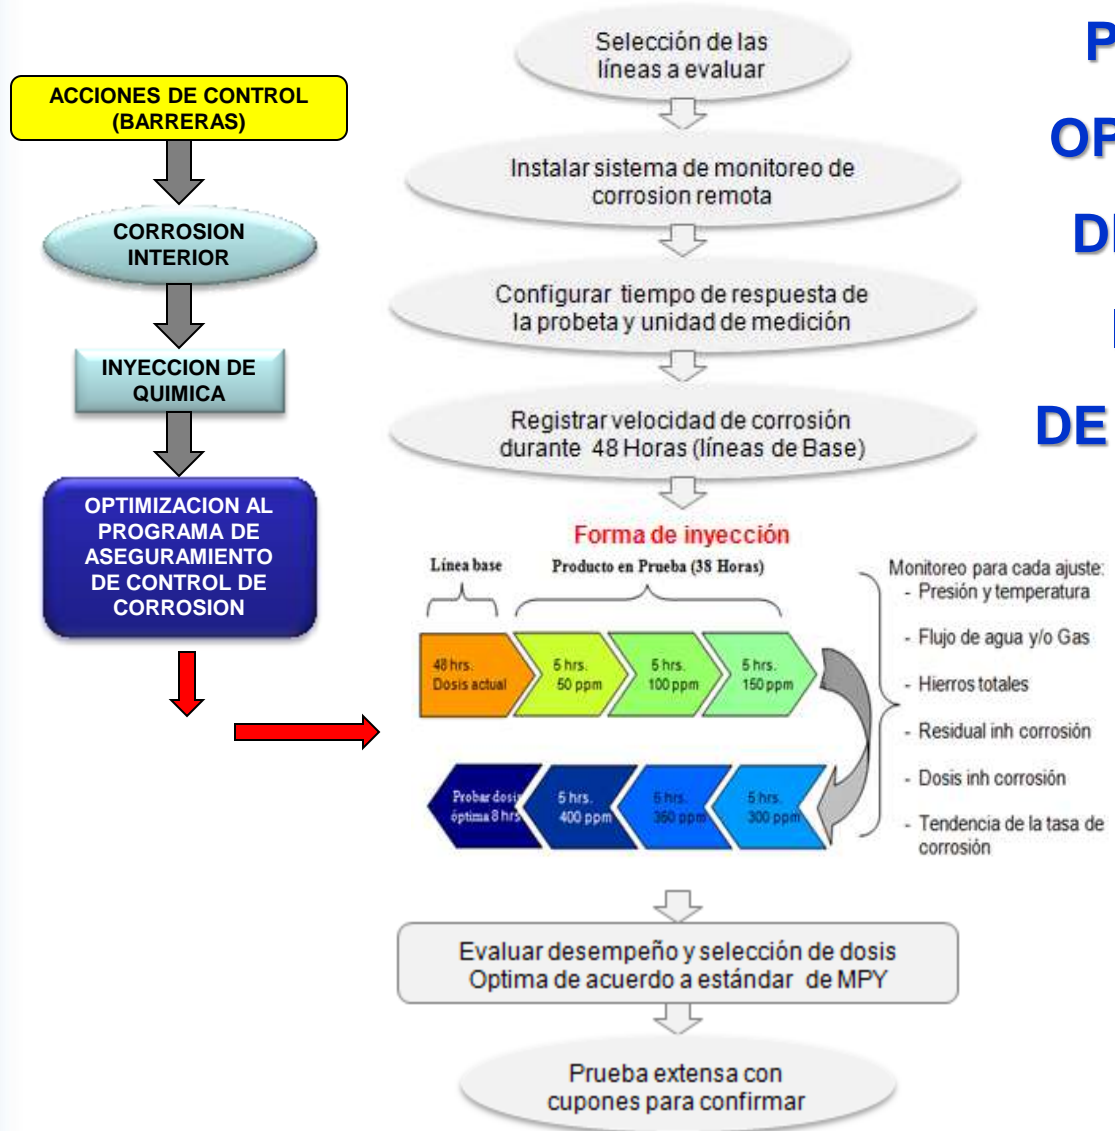 ACCIONES DE CONTROL
(BARRERAS)
CORROSION
INTERIOR
INYECCION DE
QUIMICA
OPTIMIZACION AL
PROGRAMA DE
ASEGURAMIENTO
DE CONTROL DE
CORROSION
Selección de las
líneas a evaluar
Instalar sistema de monitoreo de
corrosion remota
Configurar tiempo de respuesta de
la probeta y unidad de medición
Registrar velocidad de corrosión
durante 48 Horas (líneas de Base)
Forma de inyección
Línea base
Producto en Prueba (38 Horas)
48 hrs.
Dosis actual
5 hrs.
50 ppm
5 hrs.
100 ppm
5 hrs.
150 ppm
Probar dosis
óptima 8 hrs
5 hrs.
400 ppm
5 hrs.
350 ppm
5 hrs.
300 ppm
Monitoreo para cada ajuste:
- Presión y temperatura
- Flujo de agua y/o Gas
- Hierros totales
- Residual inh corrosión
- Dosis inh corrosión
- Tendencia de la tasa de
corrosión
Evaluar desempeño y selección de dosis
Optima de acuerdo a estándar de MPY
Prueba extensa con
cupones para confirmar
P
OP
DE